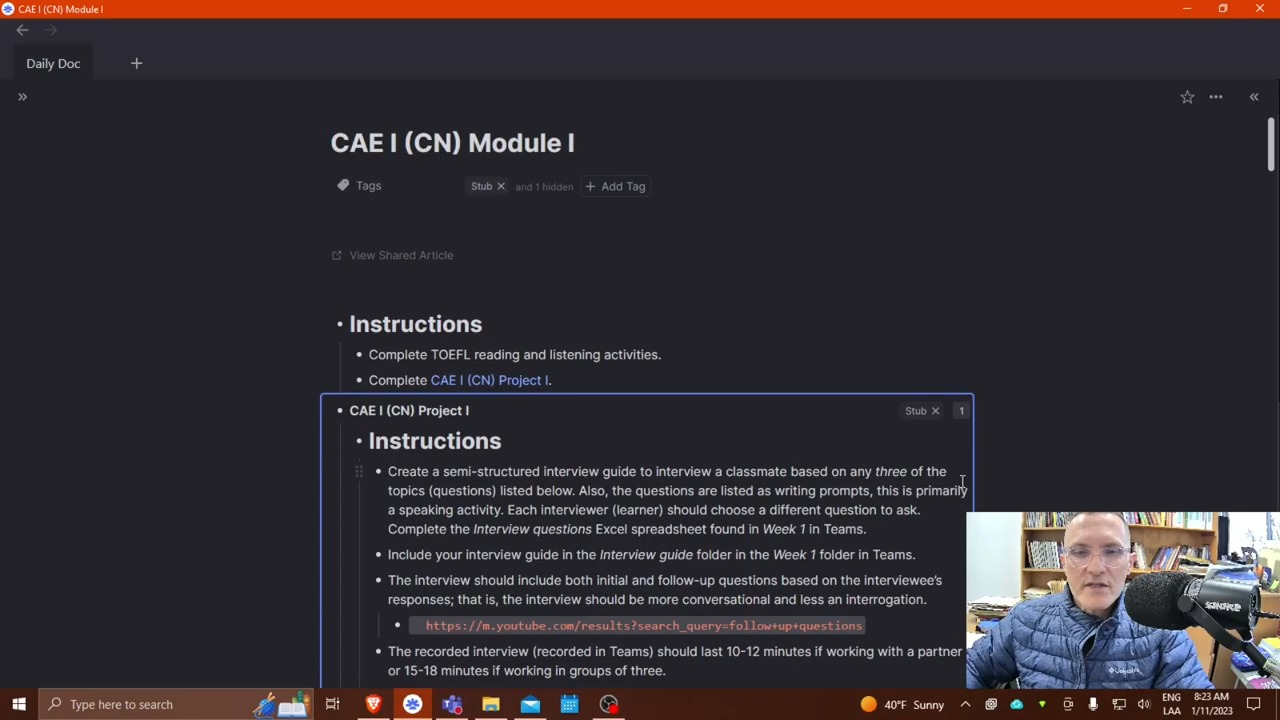 CAE I (CN) Module I
Daily Doc
CAE I (CN) Module I
Tags
Stub
and 1 hidden
Add Tag
View Shared Article
Instructions
Complete TOEFL reading and listening activities.
Complete CAE I (CN) Project I.
CAE I (CN) Project I
Stub
1
Instructions
Create a semi-structured interview guide to interview a classmate based on any three of the
topics (questions) listed below. Also, the questions are listed as writing prompts, this is primarily
a speaking activity. Each interviewer (learner) should choose a different question to ask.
Complete the Interview questions Excel spreadsheet found in Week 1 in Teams.
Include your interview guide in the Interview guide folder in the Week 1 folder in Teams.
The interview should include both initial and follow-up questions based on the interviewee's
responses; that is, the interview should be more conversational and less an interrogation.
https://m.youtube.com/results?search_query=follow+up+questions
The recorded interview (recorded in Teams) should last 10-12 minutes if working with a partner
or 15-18 minutes if working in groups of three.
Type here to search
40°F Sunny
ENG
LAA
8:23 AM
1/11/2023